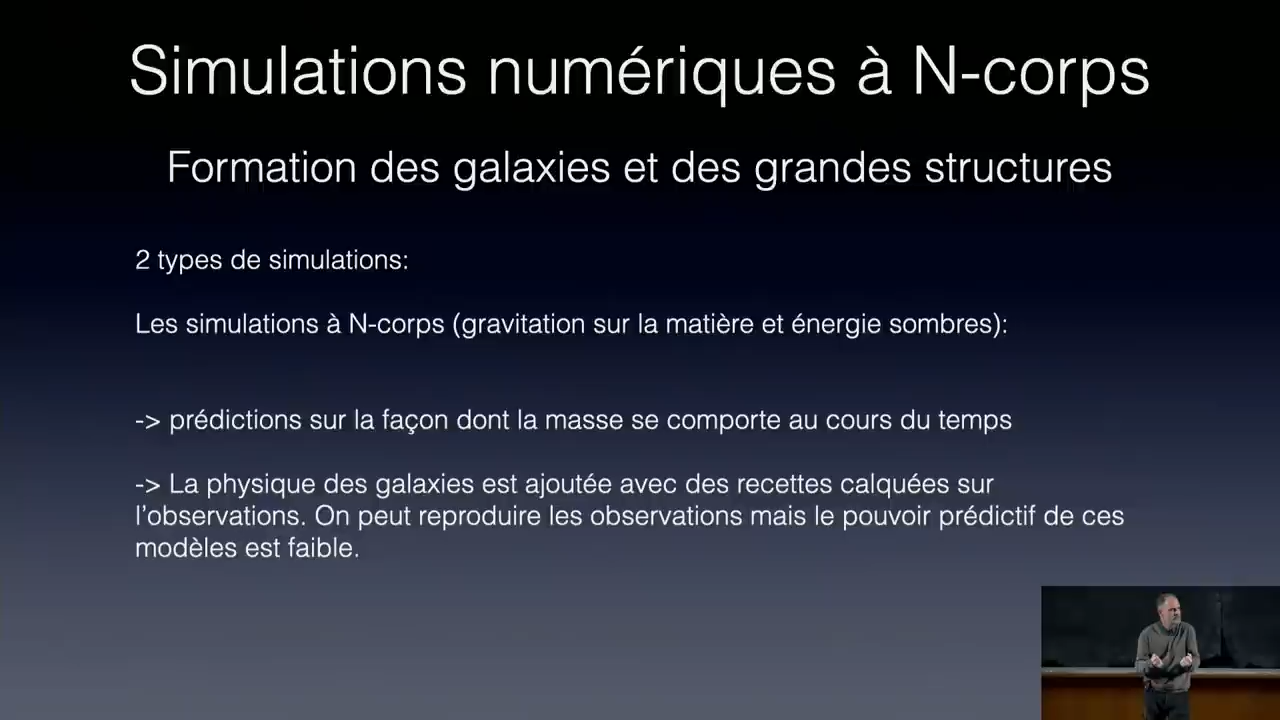 Simulations numériques à N-corps
Formation des galaxies et des grandes structures
2 types de simulations:
Les simulations à N-corps (gravitation sur la matière et énergie sombres):
-> prédictions sur la façon dont la masse se comporte au cours du temps
-> La physique des galaxies est ajoutée avec des recettes calquées sur
l'observations. On peut reproduire les observations mais le pouvoir prédictif de ces
modèles est faible.